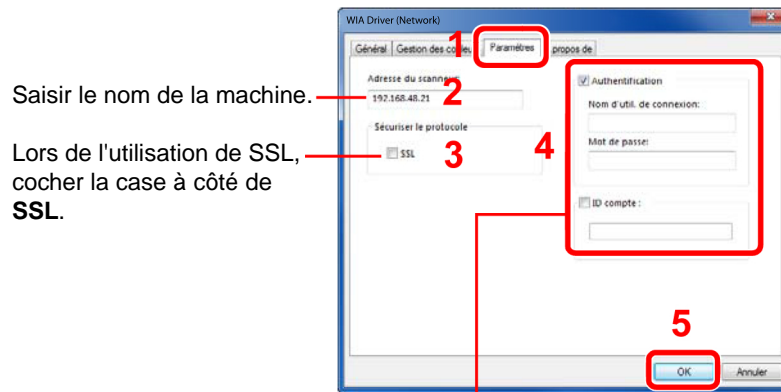 WIA Driver (Network)
Général
Gestion des couleu
1
Paramètres
propos de
Adresse du scanneur:
192.168.48.21
2
Sécuriser le protocole
SSL
3
Authentification
Nom d'util. de connexion:
Mot de passe:
4
ID compte :
5
OK
Annuler
Saisir le nom de la machine.
Lors de l'utilisation de SSL,
cocher la case à côté de
SSL.